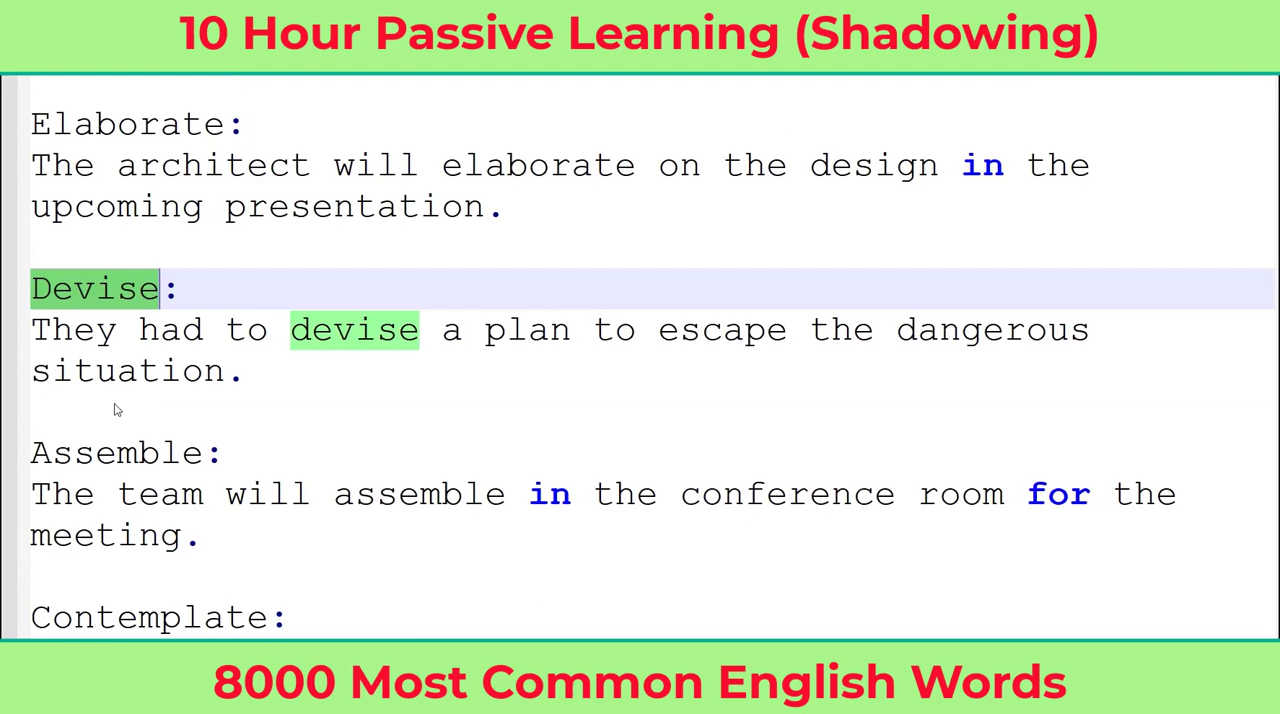 10 Hour Passive Learning (Shadowing)
Elaborate:
The architect will elaborate on the design in the
upcoming presentation.
Devise:
They had to devise a plan to escape the dangerous
situation.
Assemble:
The team will assemble in the conference room for the
meeting.
Contemplate:
8000 Most Common English Words